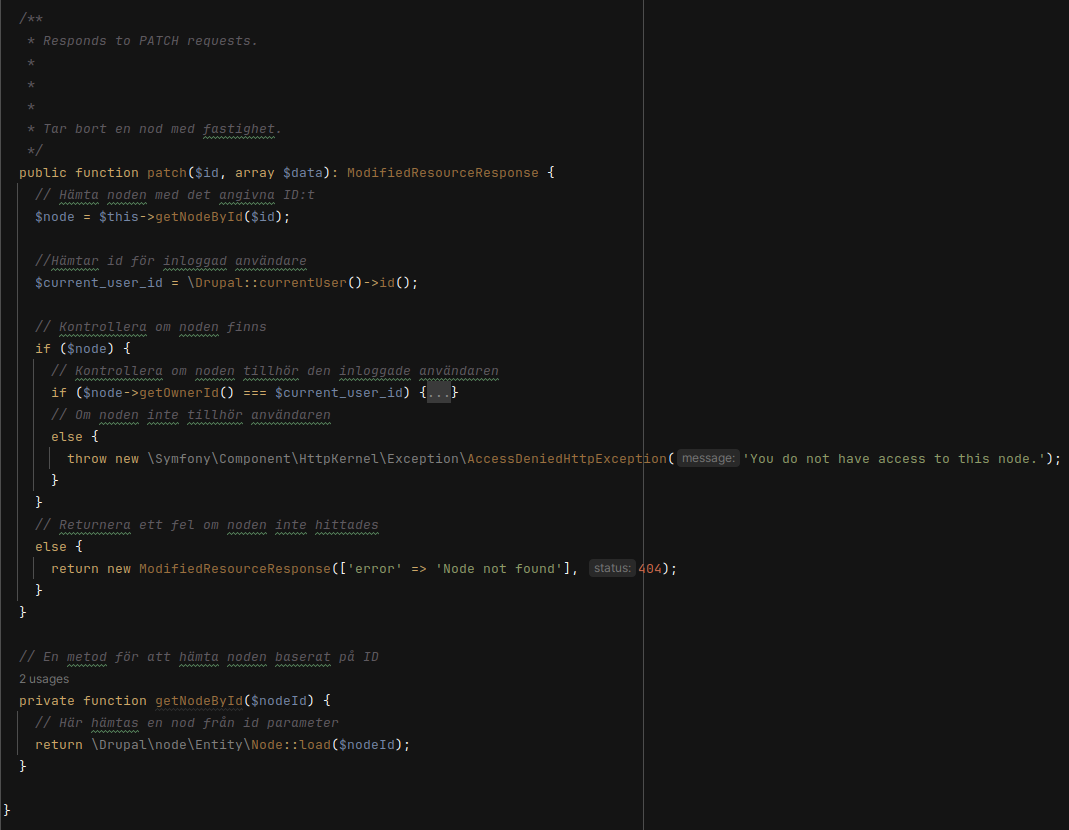 /**
 * Responds to PATCH requests.
 *
 *
 *
 * Tar bort en nod med fastighet.
 */
public function patch($id, array $data): ModifiedResourceResponse {
  // Hämta noden med det angivna ID:t
  $node = $this->getNodeById($id);
  //Hämtar id för inloggad användare
  $current_user_id = \Drupal::currentUser()->id();
  // Kontrollera om noden finns
  if ($node) {
    // Kontrollera om noden tillhör den inloggade användaren
    if ($node->getOwnerId() === $current_user_id) {...}
    // Om noden inte tillhör användaren
    else {
      throw new \Symfony\Component\HttpKernel\Exception\AccessDeniedHttpException( message: 'You do not have access to this node.');
    }
  }
  // Returnera ett fel om noden inte hittades
  else {
    return new ModifiedResourceResponse(['error' => 'Node not found'], status: 404);
  }
}
// En metod för att hämta noden baserat på ID
2 usages
private function getNodeById($nodeId) {
  // Här hämtas en nod från id parameter
  return \Drupal\node\Entity\Node::load($nodeId);
}
}